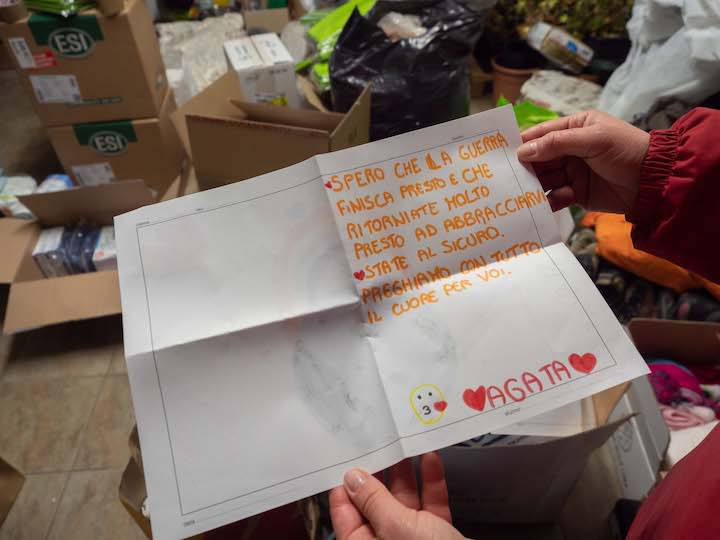 ESI
ESI
SPERO CHE LA GUERRA
FINISCA PRESTO E CHE
RITORNIATE MOLTO
PRESTO AD ABBRACCIARVI
STATE AL SICURO.
PREGHIAMO CON TUTTO
IL CUORE PER VOI.
AGATA